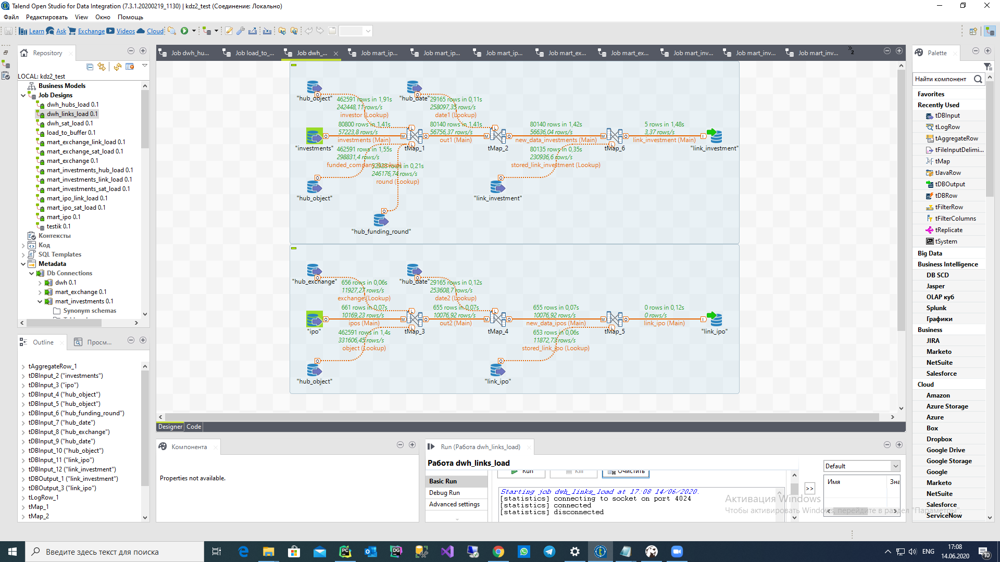 Talend Open Studio for Data Integration (7.3.1.20200219_1130) | kdz2_test (Соединение: Локально)
Файл Редактировать View Окно Помощь
Learn Ask Exchange Videos Cloud
Repository
LOCAL: kdz2_test
Business Models
Job Designs
dwh_hubs_load 0.1
dwh_links_load 0.1
dwh_sat_load 0.1
load_to_buffer 0.1
mart_exchange_link_load 0.1
mart_exchange_sat_load 0.1
mart_exchange 0.1
mart_investments_hub_load 0.1
mart_investments_link_load 0.1
mart_investments_sat_load 0.1
mart_ipo_link_load 0.1
mart_ipo_sat_load 0.1
mart_ipo 0.1
testik 0.1
Контексты
Код
SQL Templates
Metadata
Db Connections
dwh 0.1
mart_exchange 0.1
mart_investments 0.1
Synonym schemas
Outline Просм...
tAggregateRow_1
tDBInput_2 ("investments")
tDBInput_3 ("ipo")
tDBInput_4 ("hub_object")
tDBInput_5 ("hub_object")
tDBInput_6 ("hub_funding_round")
tDBInput_7 ("hub_date")
tDBInput_8 ("hub_exchange")
tDBInput_9 ("hub_date")
tDBInput_10 ("hub_object")
tDBInput_11 ("link_ipo")
tDBInput_12 ("link_investment")
tDBOutput_1 ("link_investment")
tDBOutput_3 ("link_ipo")
tLogRow_1
tMap_1
tMap_2
Job dwh_hu... Job load_to_... Job dwh_... Job mart_ip... Job mart_ip... Job mart_ip... Job mart_ex... Job mart_ex... Job mart_inv... Job mart_inv... Job mart_inv... 2
"hub_object" 462591 rows in 1,91s "hub_date" 29165 rows in 0,11s
242448,11 rows/s 258097,35 rows/s
investor (Lookup) date1 (Lookup)
80800 rows in 1,41s 80140 rows in 1,41s 80140 rows in 1,42s 5 rows in 1,48s
57223,8 rows/s 56756,37 rows/s 56636,04 rows/s 3,37 rows/s
investments (Main) out1 (Main) new_data_investments (Main) link_investment (Main)
"investments" tMap_1 tMap_2 tMap_6 "link_investment"
462591 rows in 1,55s 80135 rows in 0,35s
298831,4 rows/s 230936,6 rows/s
funded_company (Lookup) 52928 rows in 0,21s stored_link_investment (Lookup)
246176,74 rows/s
round (Lookup)
"hub_object" "link_investment"
"hub_funding_round"
"hub_exchange" 656 rows in 0,06s "hub_date" 29165 rows in 0,12s
11927,27 rows/s 253608,7 rows/s
exchange (Lookup) date2 (Lookup)
661 rows in 0,07s 655 rows in 0,07s 655 rows in 0,07s 0 rows in 0,12s
10169,23 rows/s 10076,92 rows/s 10076,92 rows/s 0 rows/s
ipos (Main) out2 (Main) new_data_ipos (Main) link_ipo (Main)
"ipo" tMap_3 tMap_4 tMap_5 "link_ipo"
462591 rows in 1,4s 653 rows in 0,06s
331606,45 rows/s 11872,73 rows/s
object (Lookup) stored_link_ipo (Lookup)
"hub_object" "link_ipo"
Designer Code
Компонента
Properties not available.
Run (Работа dwh_links_load)
Работа dwh_links_load
Run Kill Очистить
Basic Run
Debug Run
Advanced settings
Starting job dwh_links_load at 17:08 14/06/2020.
[statistics] connecting to socket on port 4024
[statistics] connected
[statistics] disconnected
>>
Default
Имя Зна
Активация Windows
Чтобы активировать Windows, перейдите в раздел "Параметры".
Palette
Найти компонент
Favorites
Recently Used
tDBInput
tLogRow
tAggregateRow
tFileInputDelimi...
tMap
tJavaRow
tDBOutput
tDBRow
tFilterRow
tFilterColumns
tReplicate
tSystem
Big Data
Business Intelligence
DB SCD
Jasper
OLAP куб
Splunk
Графики
Business
JIRA
Marketo
NetSuite
Salesforce
Cloud
Amazon
Azure Storage
Azure
Box
Dropbox
Google Drive
Google Storage
Google
Marketo
NetSuite
Salesforce
ServiceNow
Введите здесь текст для поиска
ENG
17:08
14.06.2020
10